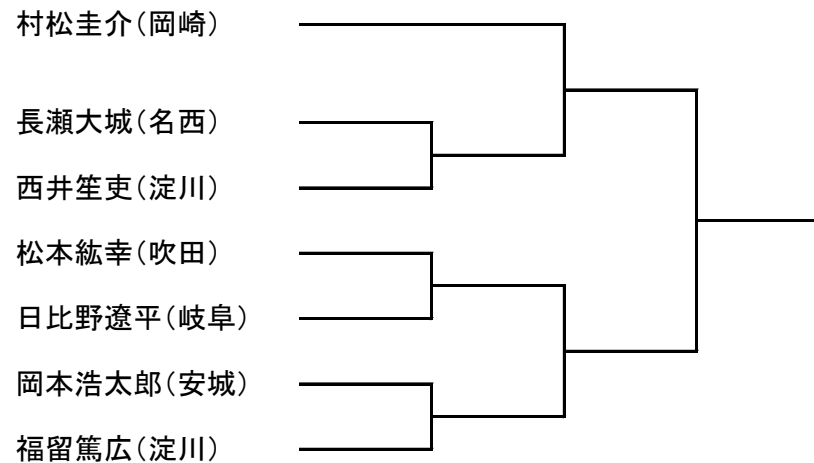 村松圭介（岡崎）
長瀬大城（名西）
西井笙吏（淀川）
松本紘幸（吹田）
日比野遼平（岐阜）
岡本浩太郎（安城）
福留篤広（淀川）